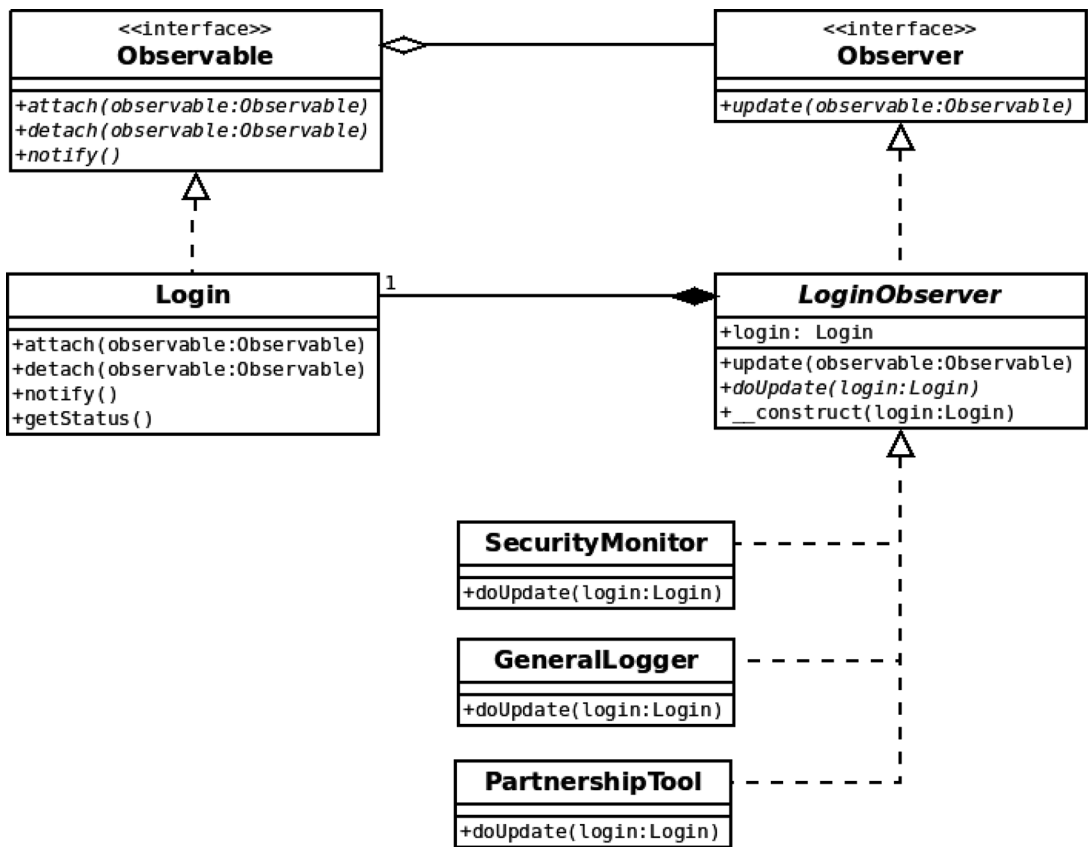 <<interface>>
Observable
+attach(observable:Observable)
+detach(observable:Observable)
+notify()
<<interface>>
Observer
+update(observable:Observable)
Login
+attach(observable:Observable)
+detach(observable:Observable)
+notify()
+getStatus()
1
LoginObserver
+login: Login
+update(observable:Observable)
+doUpdate(login:Login)
+__construct(login:Login)
SecurityMonitor
+doUpdate(login:Login)
GeneralLogger
+doUpdate(login:Login)
PartnershipTool
+doUpdate(login:Login)